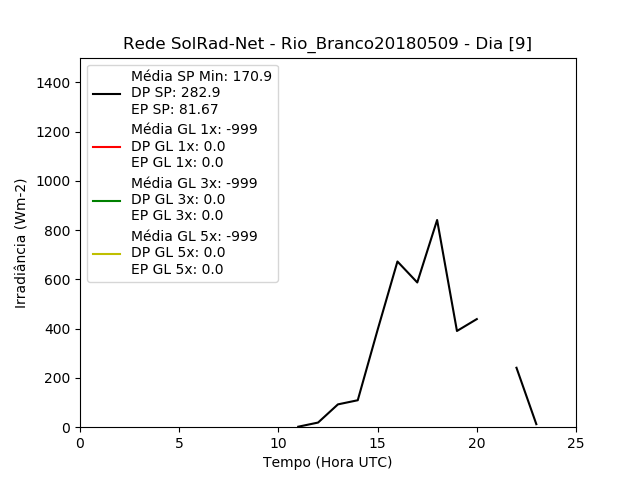 Rede SolRad-Net - Rio_Branco20180509 - Dia [9]
Média SP Min: 170.9
DP SP: 282.9
EP SP: 81.67
Média GL 1x: -999
DP GL 1x: 0.0
EP GL 1x: 0.0
Média GL 3x: -999
DP GL 3x: 0.0
EP GL 3x: 0.0
Média GL 5x: -999
DP GL 5x: 0.0
EP GL 5x: 0.0
Irradiância (Wm-2)
1400
1200
1000
800
600
400
200
0
0 5 10 15 20 25
Tempo (Hora UTC)